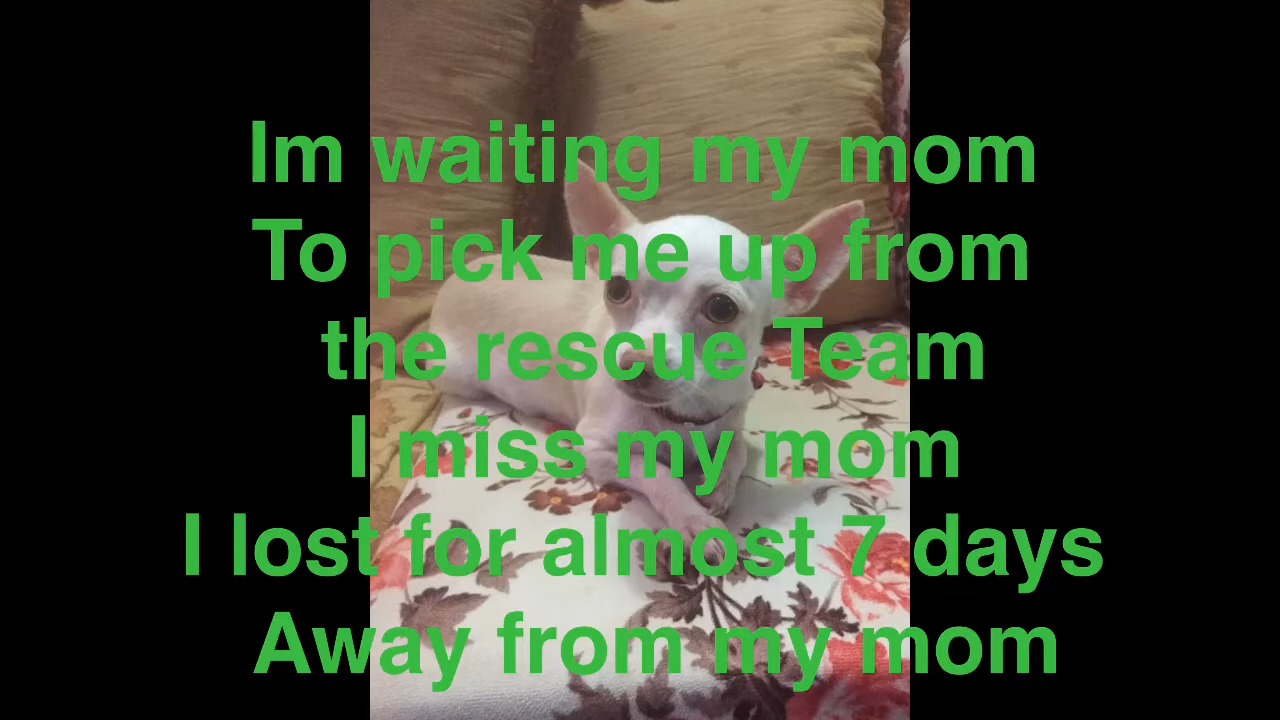 Im waiting my mom
To pick me up from
the rescue Team
I miss my mom
I lost for almost 7 days
Away from my mom